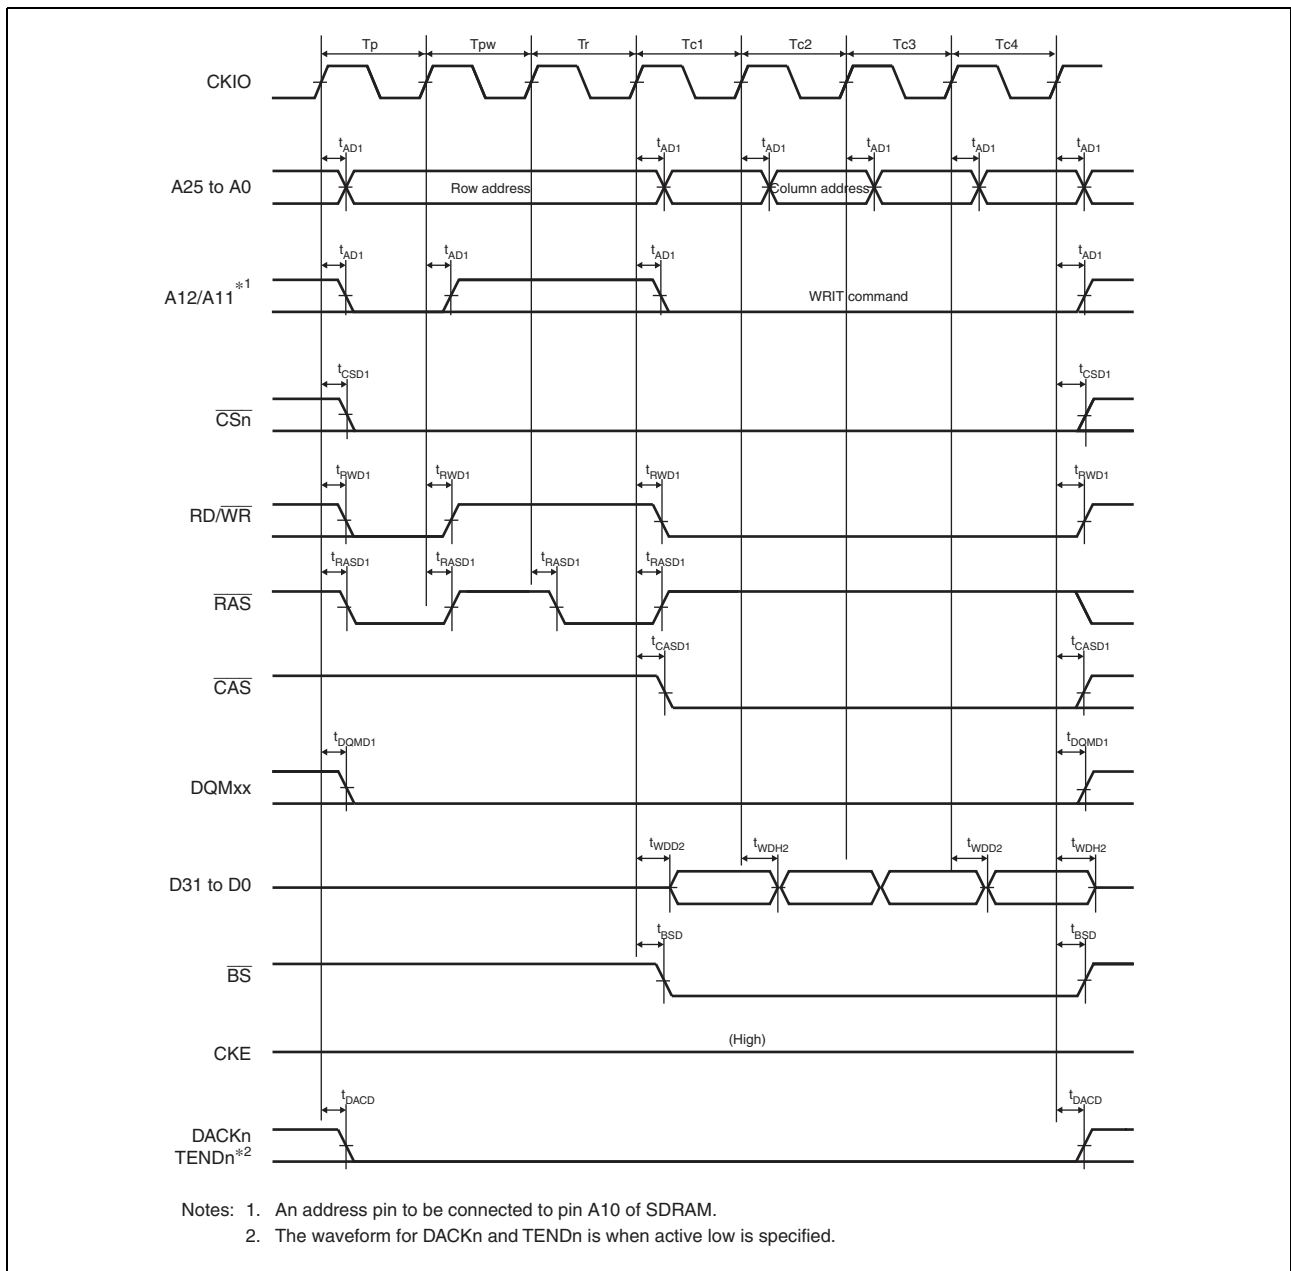 Tp Tpw Tr Tc1 Tc2 Tc3 Tc4
CKIO
tAD1 tAD1 tAD1 tAD1 tAD1 tAD1
A25 to A0 Row address Column address
tAD1 tAD1 tAD1 tAD1
A12/A11*1 WRIT command
tCSD1 tCSD1
CSn
tRWD1 tRWD1 tRWD1 tRWD1
RD/WR
tRASD1 tRASD1 tRASD1 tRASD1
RAS
tCASD1 tCASD1
CAS
tDQMD1 tDQMD1
DQMxx
tWDD2 tWDH2 tWDD2 tWDH2
D31 to D0
tBSD tBSD
BS
(High)
CKE
tDACD tDACD
DACKn
TENDn*2
Notes: 1. An address pin to be connected to pin A10 of SDRAM.
2. The waveform for DACKn and TENDn is when active low is specified.